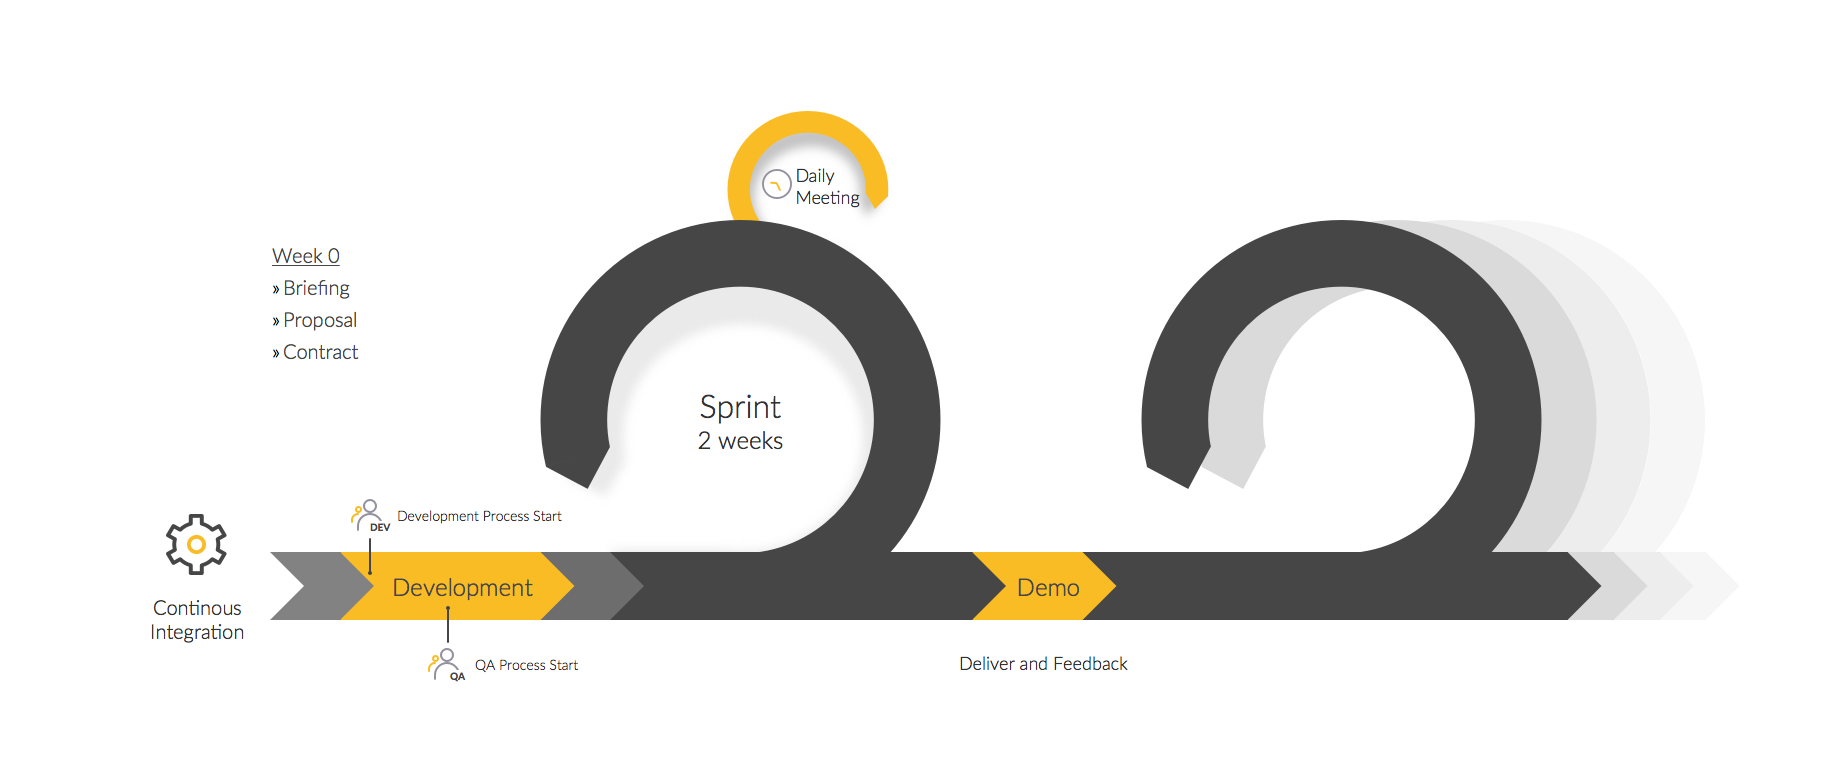 Daily
Meeting
Week 0
» Briefing
» Proposal
» Contract
Sprint
2 weeks
DEV
Development Process Start
Development
Demo
Continous
Integration
QA
QA Process Start
Deliver and Feedback